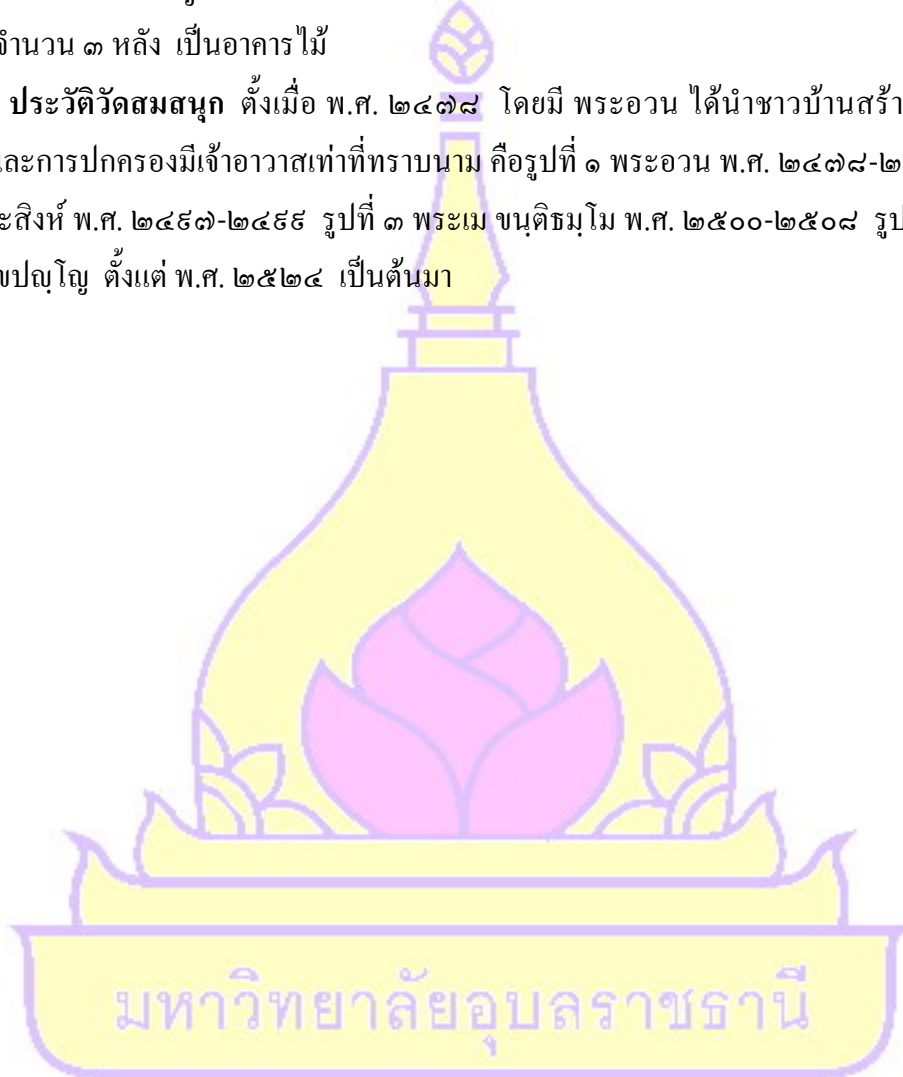 จำนวน ๓ หลัง เป็นอาคารไม้
ประวัติวัดสมสนุก ตั้งเมื่อ พ.ศ. ๒๔๗๘ โดยมี พระอวน ได้นำชาวบ้านสร้า
และการปกครองมีเจ้าอาวาสเท่าที่ทราบนาม คือรูปที่ ๑ พระอวน พ.ศ. ๒๔๗๘-๒
ะสิงห์ พ.ศ. ๒๔๙๗-๒๔๙๙ รูปที่ ๓ พระเม ขนฺติธมฺโม พ.ศ. ๒๕๐๐-๒๕๐๘ รูป
ขปญฺโญ ตั้งแต่ พ.ศ. ๒๕๒๔ เป็นต้นมา
มหาวิทยาลัยอุบลราชธานี